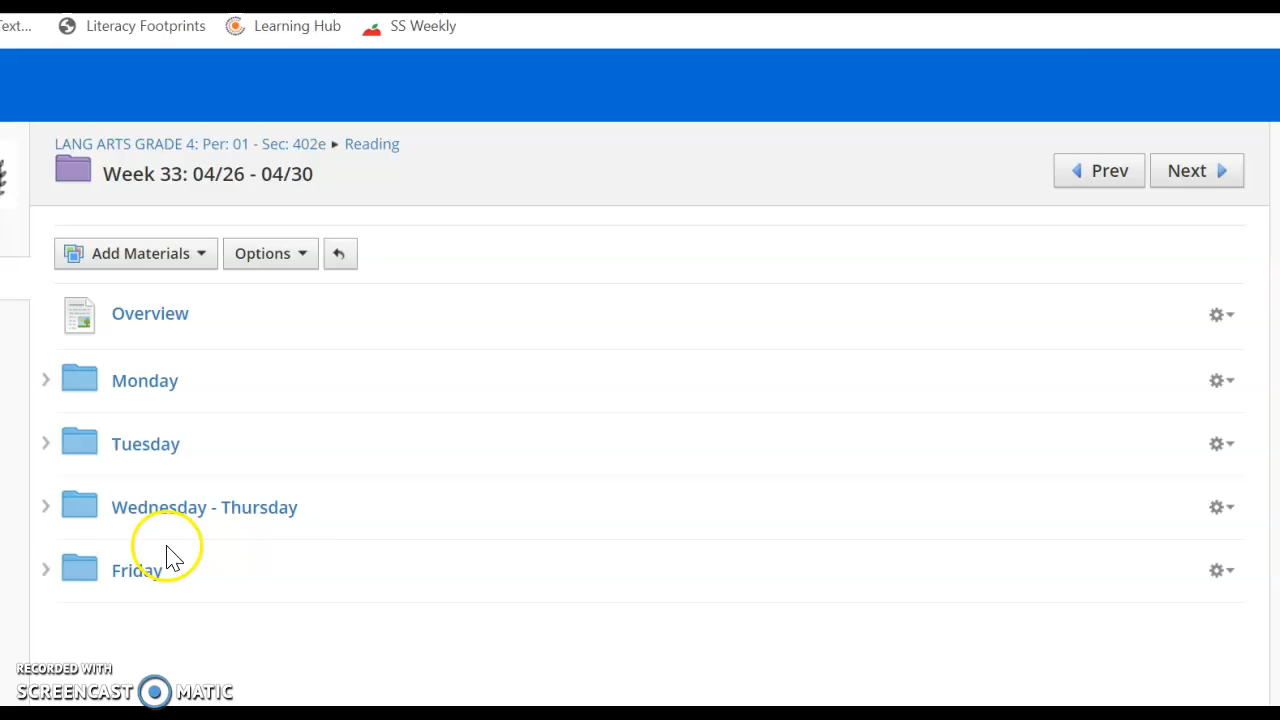 ext... Literacy Footprints Learning Hub SS Weekly
LANG ARTS GRADE 4: Per: 01 - Sec: 402e ▸ Reading
Week 33: 04/26 - 04/30
Prev Next
Add Materials Options
Overview
Monday
Tuesday
Wednesday - Thursday
Friday
RECORDED WITH
SCREENCAST MATIC